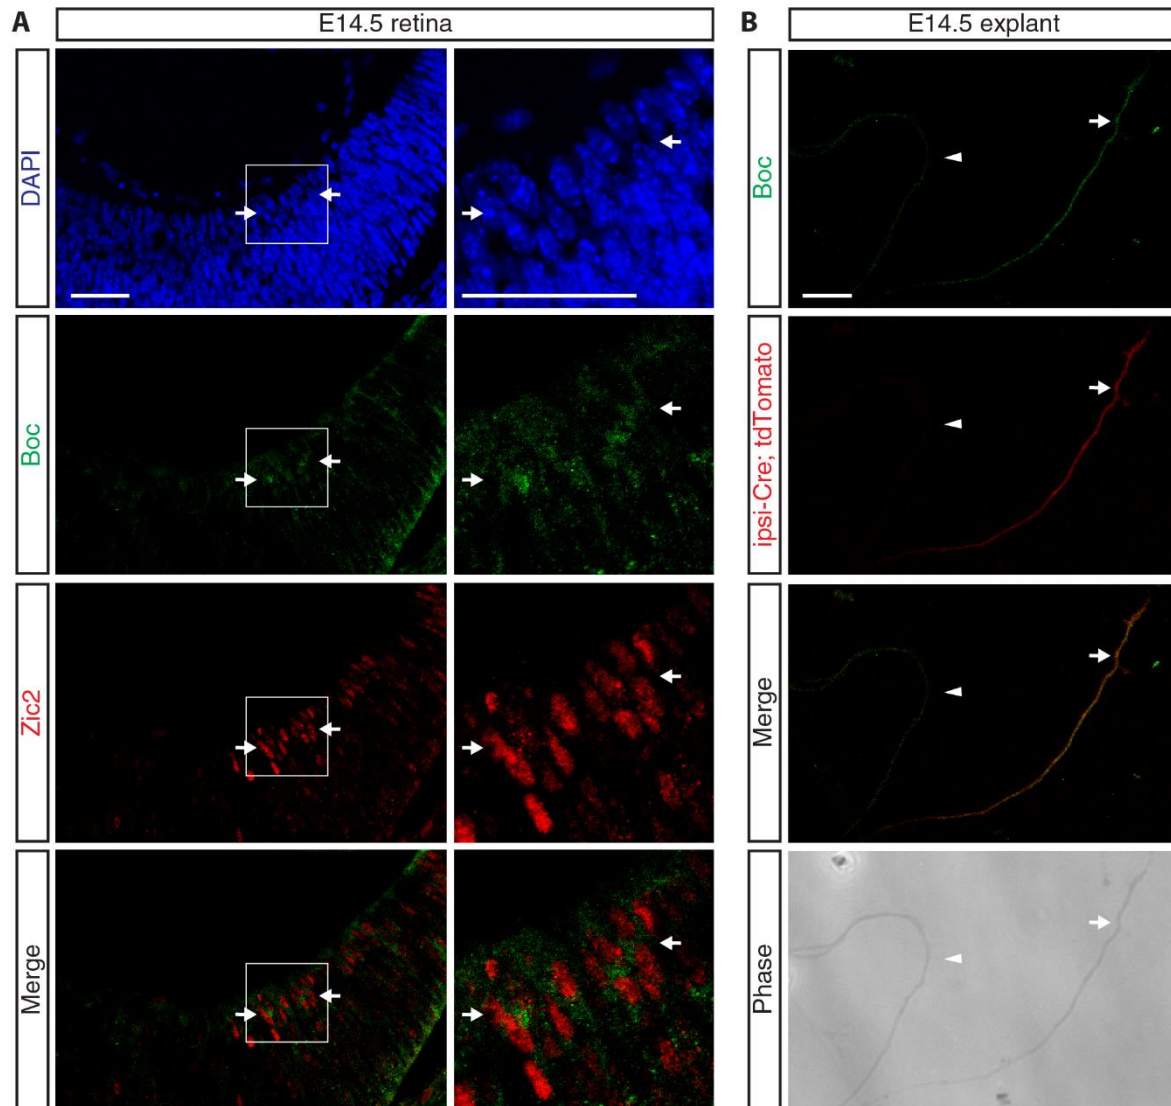 A
E14.5 retina
DAPI
Boc
Zic2
Merge
B
E14.5 explant
Boc
ipsi-Cre; tdTomato
Merge
Phase